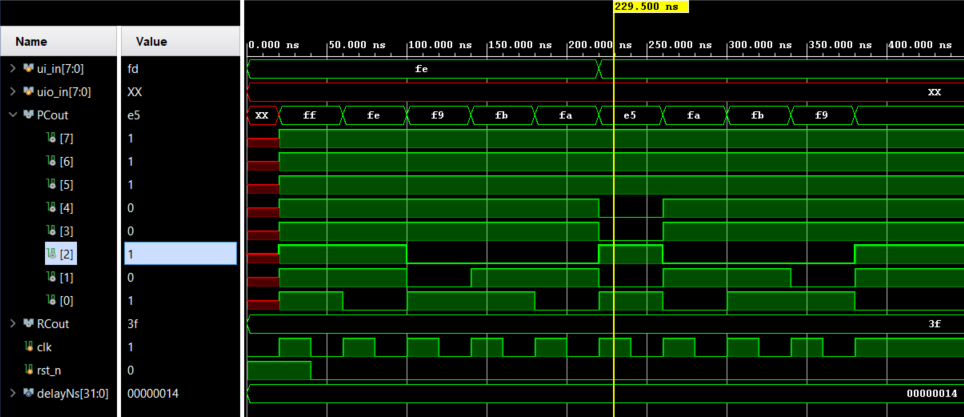 229.500 ns
Name Value
0.000 ns 50.000 ns 100.000 ns 150.000 ns 200.000 ns 250.000 ns 300.000 ns 350.000 ns 400.000 ns
ui_in[7:0] fd fe
uio_in[7:0] XX XX
PCout e5 XX ff fe f9 fb fa e5 fa fb f9
[7] 1
[6] 1
[5] 1
[4] 0
[3] 0
[2] 1
[1] 0
[0] 1
RCout 3f 3f
clk 1
rst_n 0
delayNs[31:0] 00000014 00000014